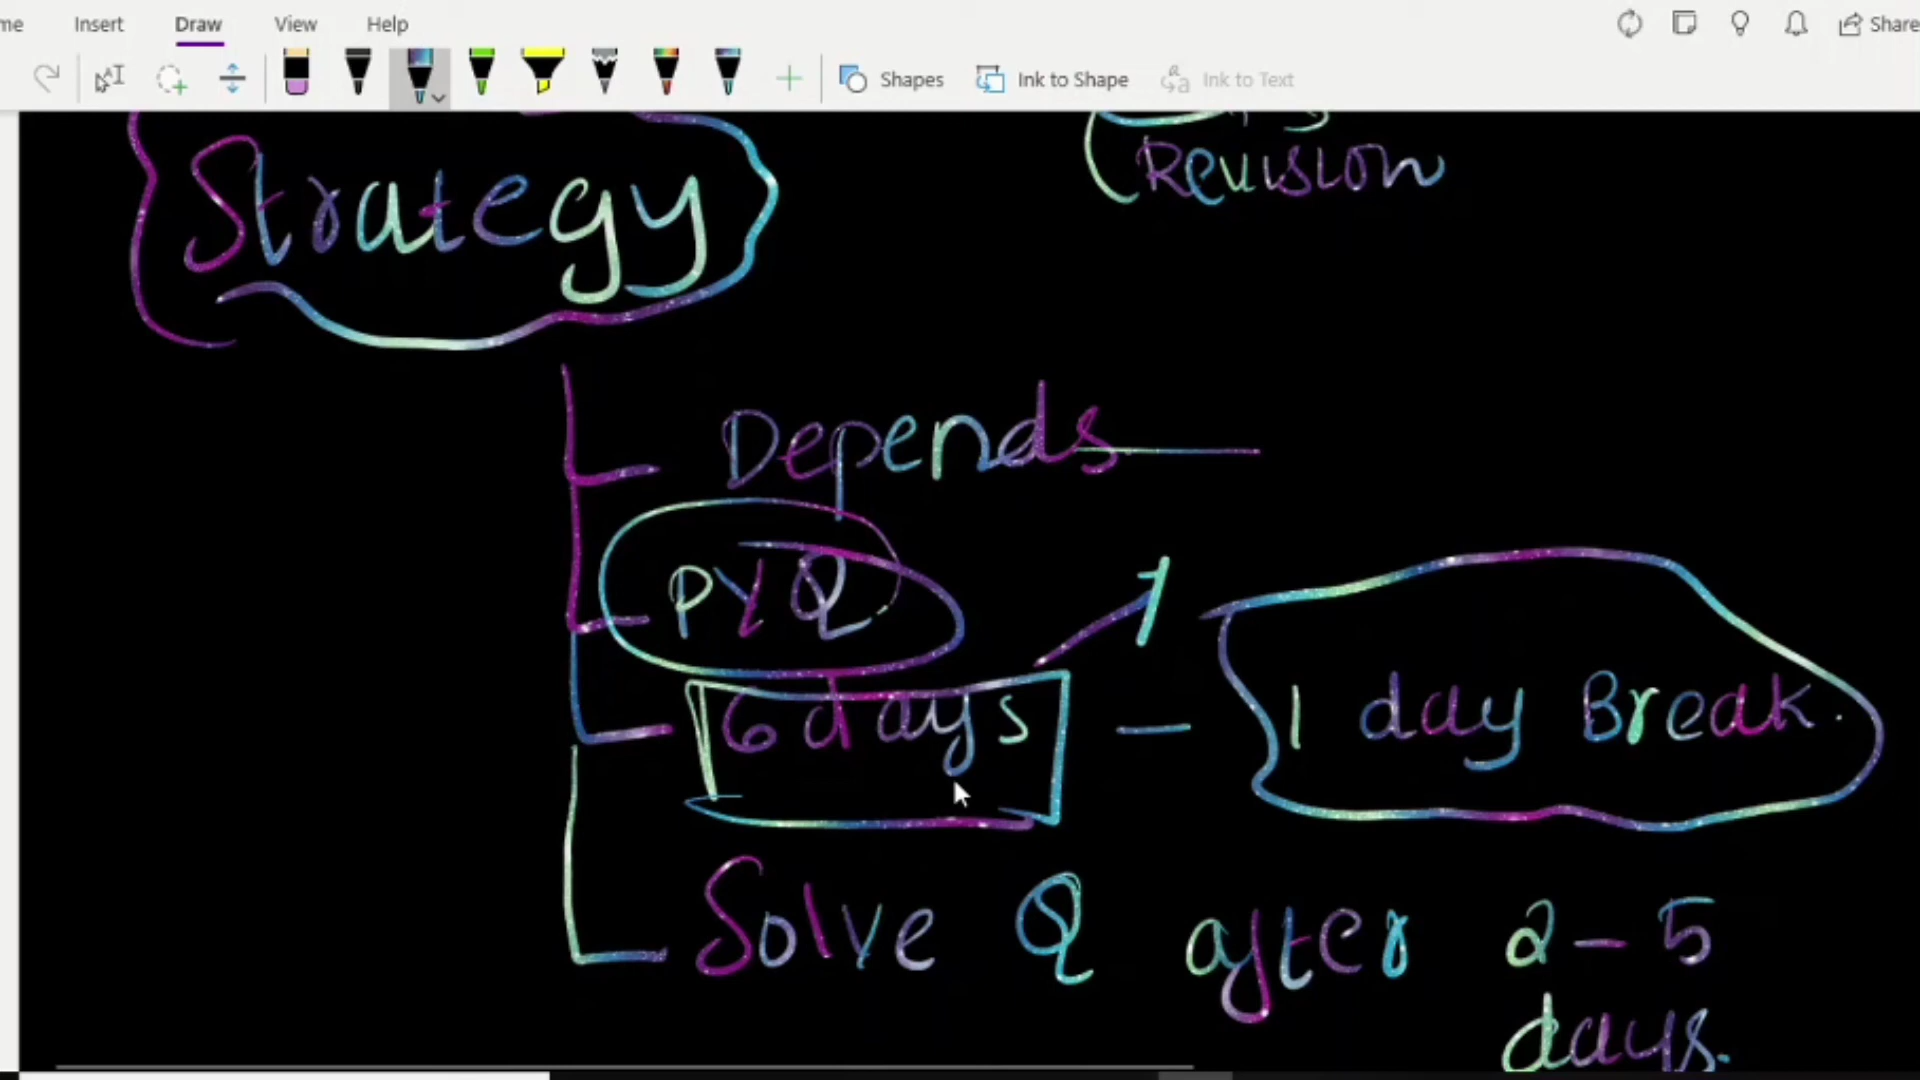 Insert Draw View Help Share
Shapes Ink to Shape Ink to Text
Strategy
Revision
Depends
PYQ
6 days - 1 day Break.
Solve Q after 2-5
days.